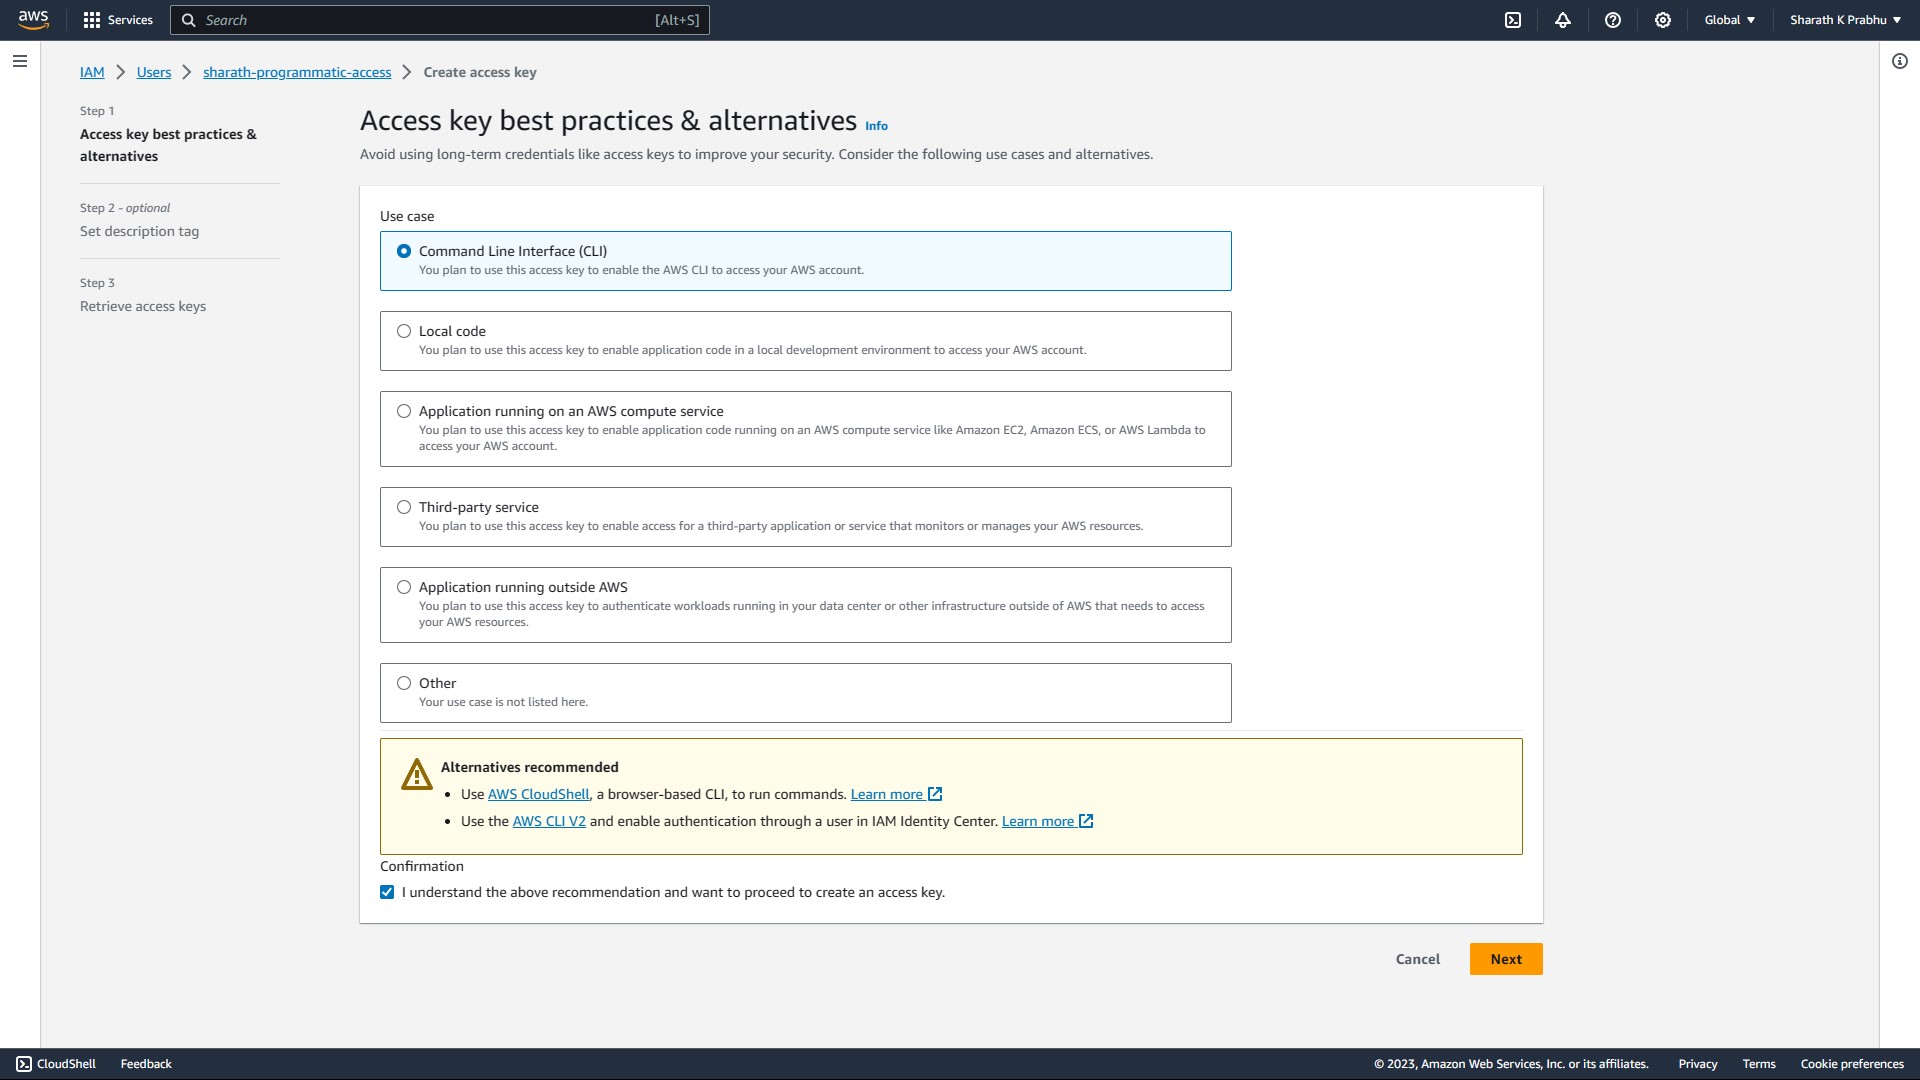 aws
Services
Search [Alt+S]
Global
Sharath K Prabhu
IAM > Users > sharath-programmatic-access > Create access key
Step 1
Access key best practices &
alternatives
Step 2 - optional
Set description tag
Step 3
Retrieve access keys
Access key best practices & alternatives Info
Avoid using long-term credentials like access keys to improve your security. Consider the following use cases and alternatives.
Use case
Command Line Interface (CLI)
You plan to use this access key to enable the AWS CLI to access your AWS account.
Local code
You plan to use this access key to enable application code in a local development environment to access your AWS account.
Application running on an AWS compute service
You plan to use this access key to enable application code running on an AWS compute service like Amazon EC2, Amazon ECS, or AWS Lambda to
access your AWS account.
Third-party service
You plan to use this access key to enable access for a third-party application or service that monitors or manages your AWS resources.
Application running outside AWS
You plan to use this access key to authenticate workloads running in your data center or other infrastructure outside of AWS that needs to access
your AWS resources.
Other
Your use case is not listed here.
Alternatives recommended
• Use AWS CloudShell, a browser-based CLI, to run commands. Learn more
• Use the AWS CLI V2 and enable authentication through a user in IAM Identity Center. Learn more
Confirmation
I understand the above recommendation and want to proceed to create an access key.
Cancel
Next
CloudShell
Feedback
© 2023, Amazon Web Services, Inc. or its affiliates.
Privacy
Terms
Cookie preferences